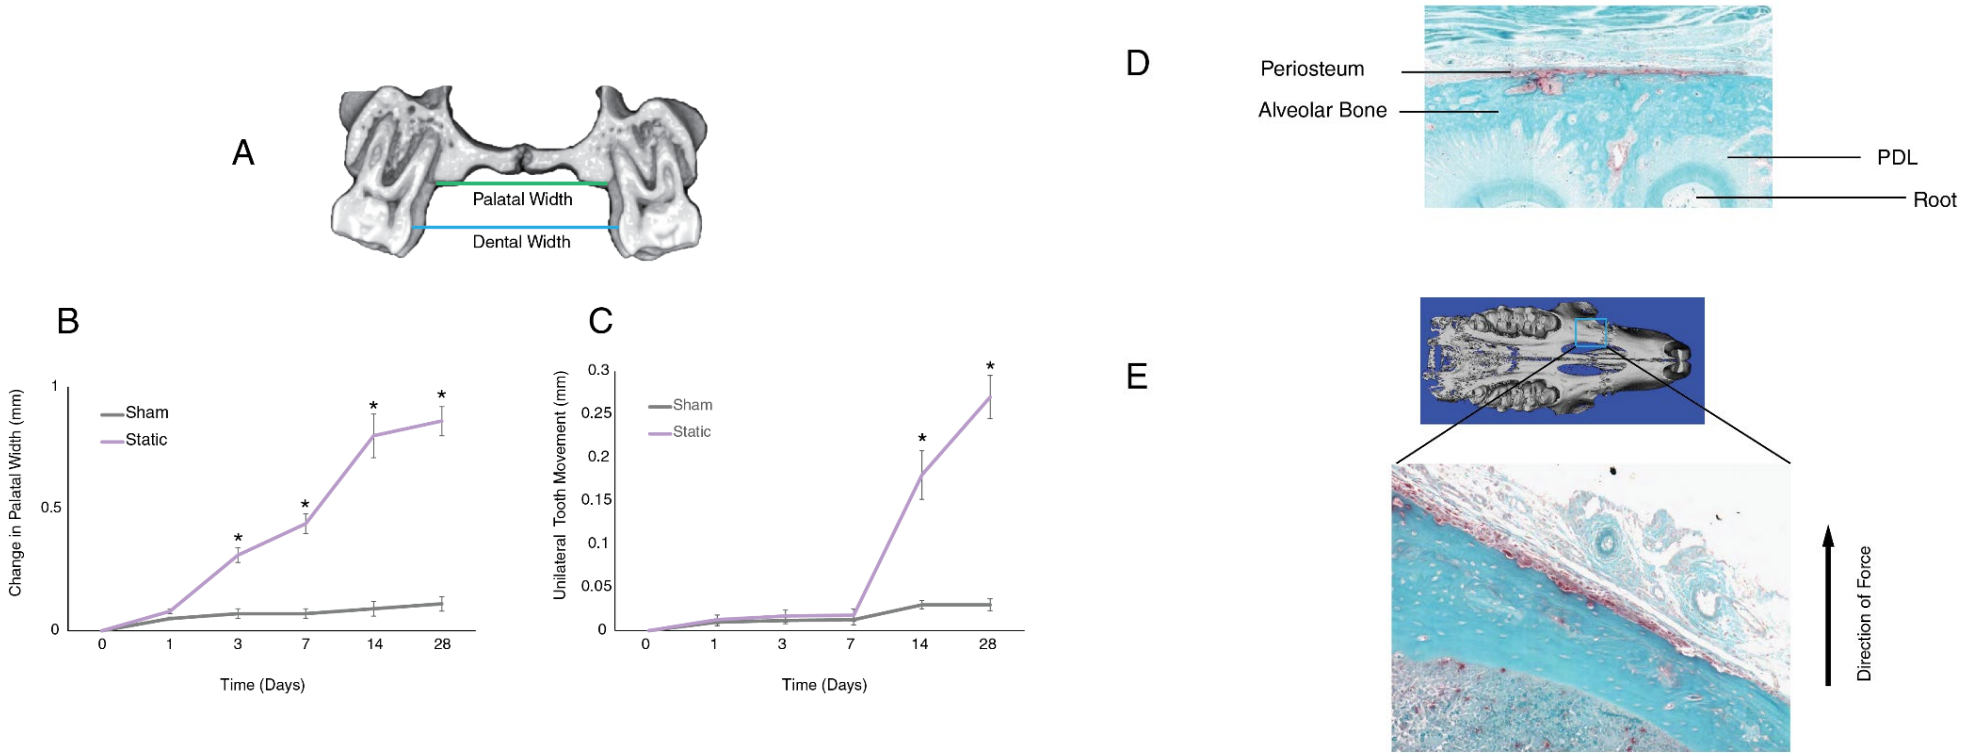 A
Palatal Width
Dental Width
B
Change in Palatal Width (mm)
1
0.5
0
Sham
Static
*
*
*
*
0 1 3 7 14 28
Time (Days)
C
Unilateral Tooth Movement (mm)
0.3
0.25
0.2
0.15
0.1
0.05
0
Sham
Static
*
*
0 1 3 7 14 28
Time (Days)
D
Periosteum
Alveolar Bone
PDL
Root
E
Direction of Force